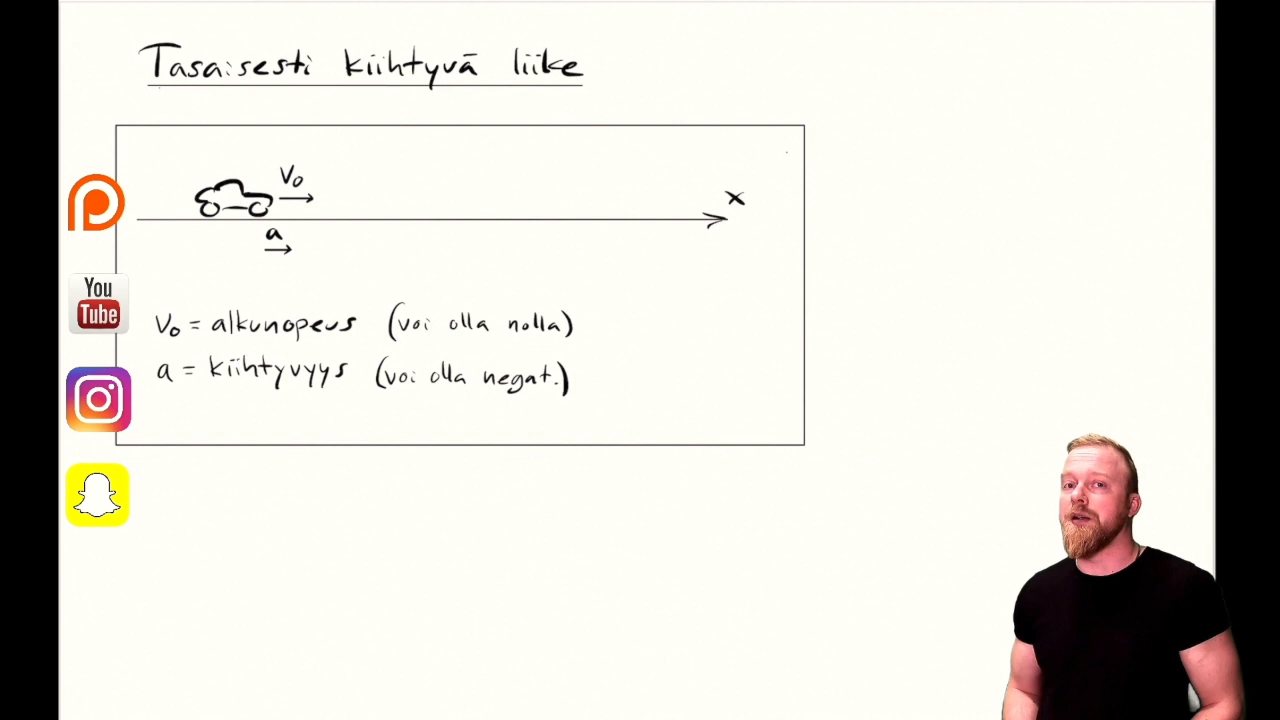 Tasaisesti kiihtyvä liike
v₀
x
a
v₀ = alkunopeus (voi olla nolla)
a = kiihtyvyys (voi olla negat.)
You
Tube